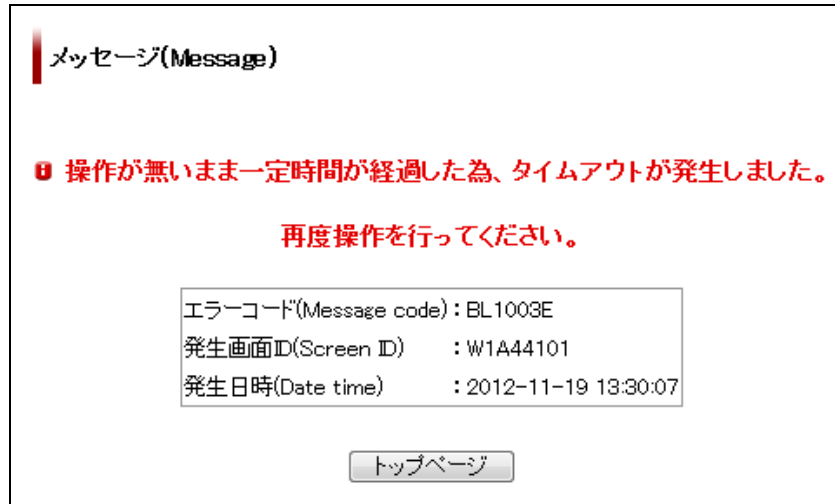 メッセージ(Message)
操作が無いまま一定時間が経過した為、タイムアウトが発生しました。
再度操作を行ってください。
エラーコード(Message code):BL1003E
発生画面ID(Screen ID) :W1A44101
発生日時(Date time) :2012-11-19 13:30:07
トップページ